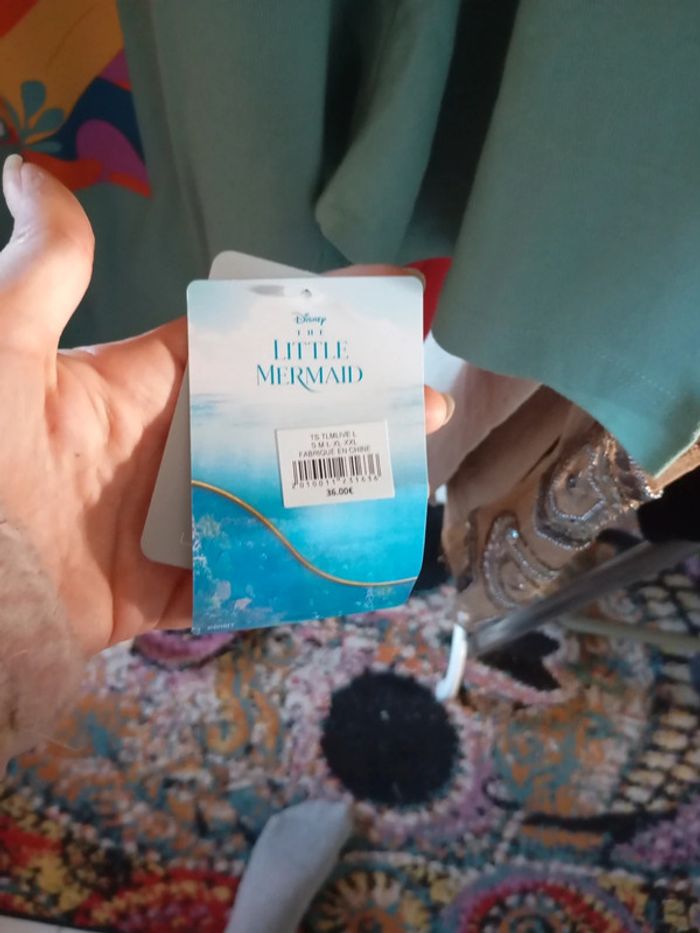 Disney
THE
LITTLE
MERMAID
TS TLMLIVE L
S-M-L-XL-XXL
FABRIQUE EN CHINE
36.00€